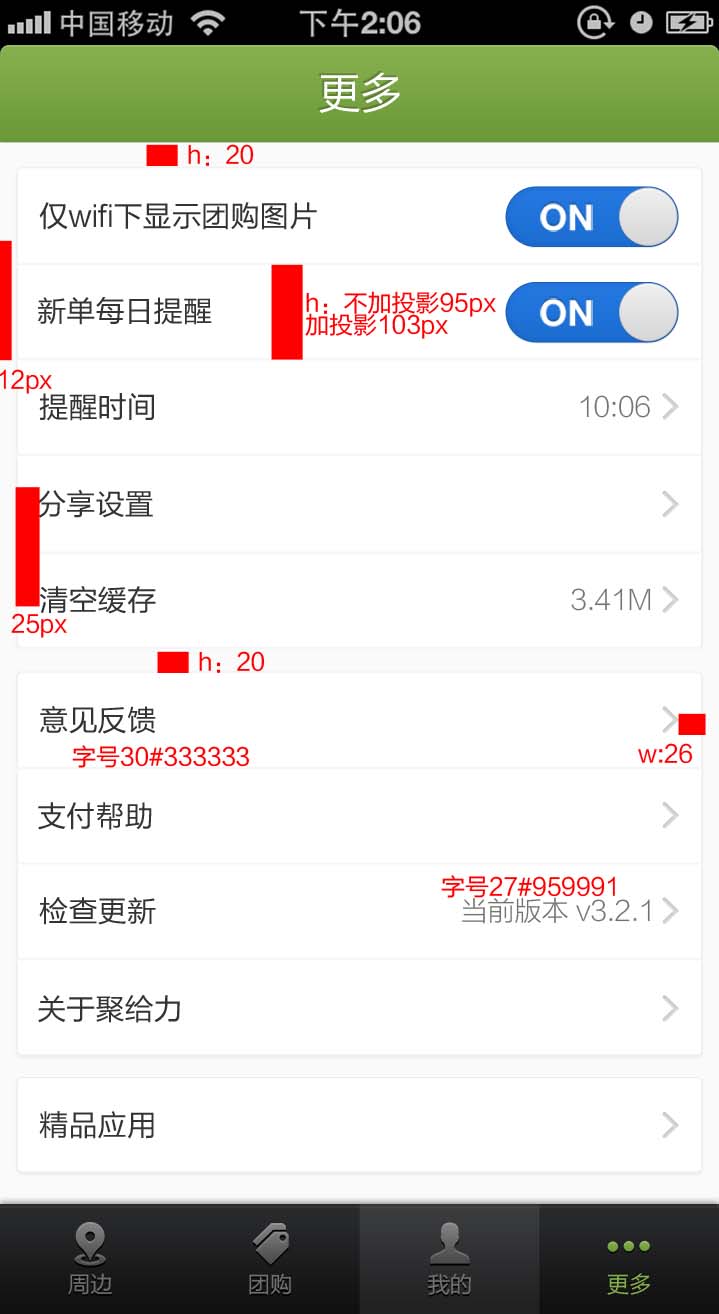 中国移动
下午2:06
更多
h：20
仅wifi下显示团购图片
ON
新单每日提醒
h：不加投影95px
加投影103px
ON
12px
提醒时间
10:06
分享设置
清空缓存
3.41M
25px
h：20
意见反馈
字号30#333333
w:26
支付帮助
字号27#959991
检查更新
当前版本 v3.2.1
关于聚给力
精品应用
周边
团购
我的
更多